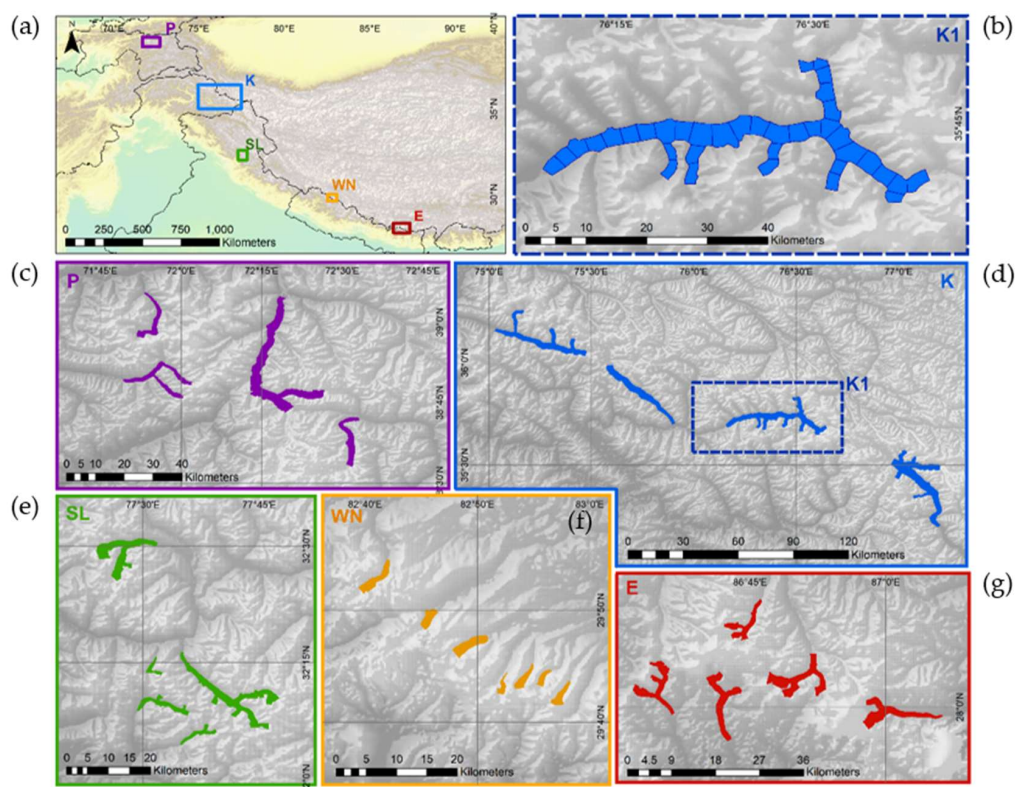 (a)
N
70°E 75°E 80°E 85°E 90°E 40°N
P
K
SL
WN
E
35°N
30°N
0 250 500 750 1,000
Kilometers
76°15'E 76°30'E
K1
(b)
35°45'N
0 5 10 20 30 40
Kilometers
(c)
71°45'E 72°0'E 72°15'E 72°30'E 72°45'E
P
39°0'N
38°45'N
0 5 10 20 30 40
Kilometers
75°0'E 75°30'E 76°0'E 76°30'E 77°0'E
K
(d)
36°0'N
K1
35°30'N
0 30 60 90 120
Kilometers
(e)
77°30'E 77°45'E
SL
32°30'N
32°15'N
0 5 10 15 20
Kilometers
82°40'E 82°50'E 83°0'E
WN
(f)
29°50'N
29°40'N
0 5 10 15 20
Kilometers
E
86°45'E 87°0'E
(g)
28°0'N
0 4.5 9 18 27 36
Kilometers